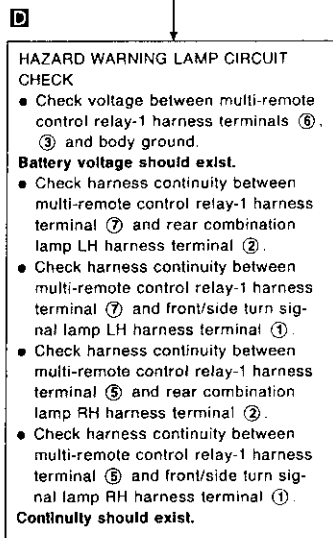 D
HAZARD WARNING LAMP CIRCUIT
CHECK
● Check voltage between multi-remote
control relay-1 harness terminals ⑥,
③ and body ground.
Battery voltage should exist.
● Check harness continuity between
multi-remote control relay-1 harness
terminal ⑦ and rear combination
lamp LH harness terminal ②.
● Check harness continuity between
multi-remote control relay-1 harness
terminal ⑦ and front/side turn sig-
nal lamp LH harness terminal ①.
● Check harness continuity between
multi-remote control relay-1 harness
terminal ⑤ and rear combination
lamp RH harness terminal ②.
● Check harness continuity between
multi-remote control relay-1 harness
terminal ⑤ and front/side turn sig-
nal lamp RH harness terminal ①.
Continuity should exist.